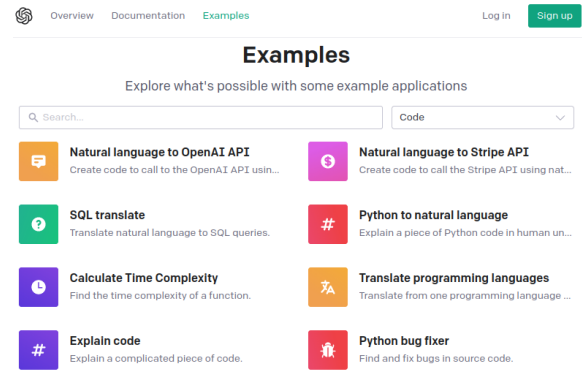 Overview Documentation Examples Log in Sign up
Examples
Explore what's possible with some example applications
Search... Code
Natural language to OpenAI API
Create code to call to the OpenAI API usin...
Natural language to Stripe API
Create code to call the Stripe API using nat...
SQL translate
Translate natural language to SQL queries.
Python to natural language
Explain a piece of Python code in human un...
Calculate Time Complexity
Find the time complexity of a function.
Translate programming languages
Translate from one programming language ...
Explain code
Explain a complicated piece of code.
Python bug fixer
Find and fix bugs in source code.